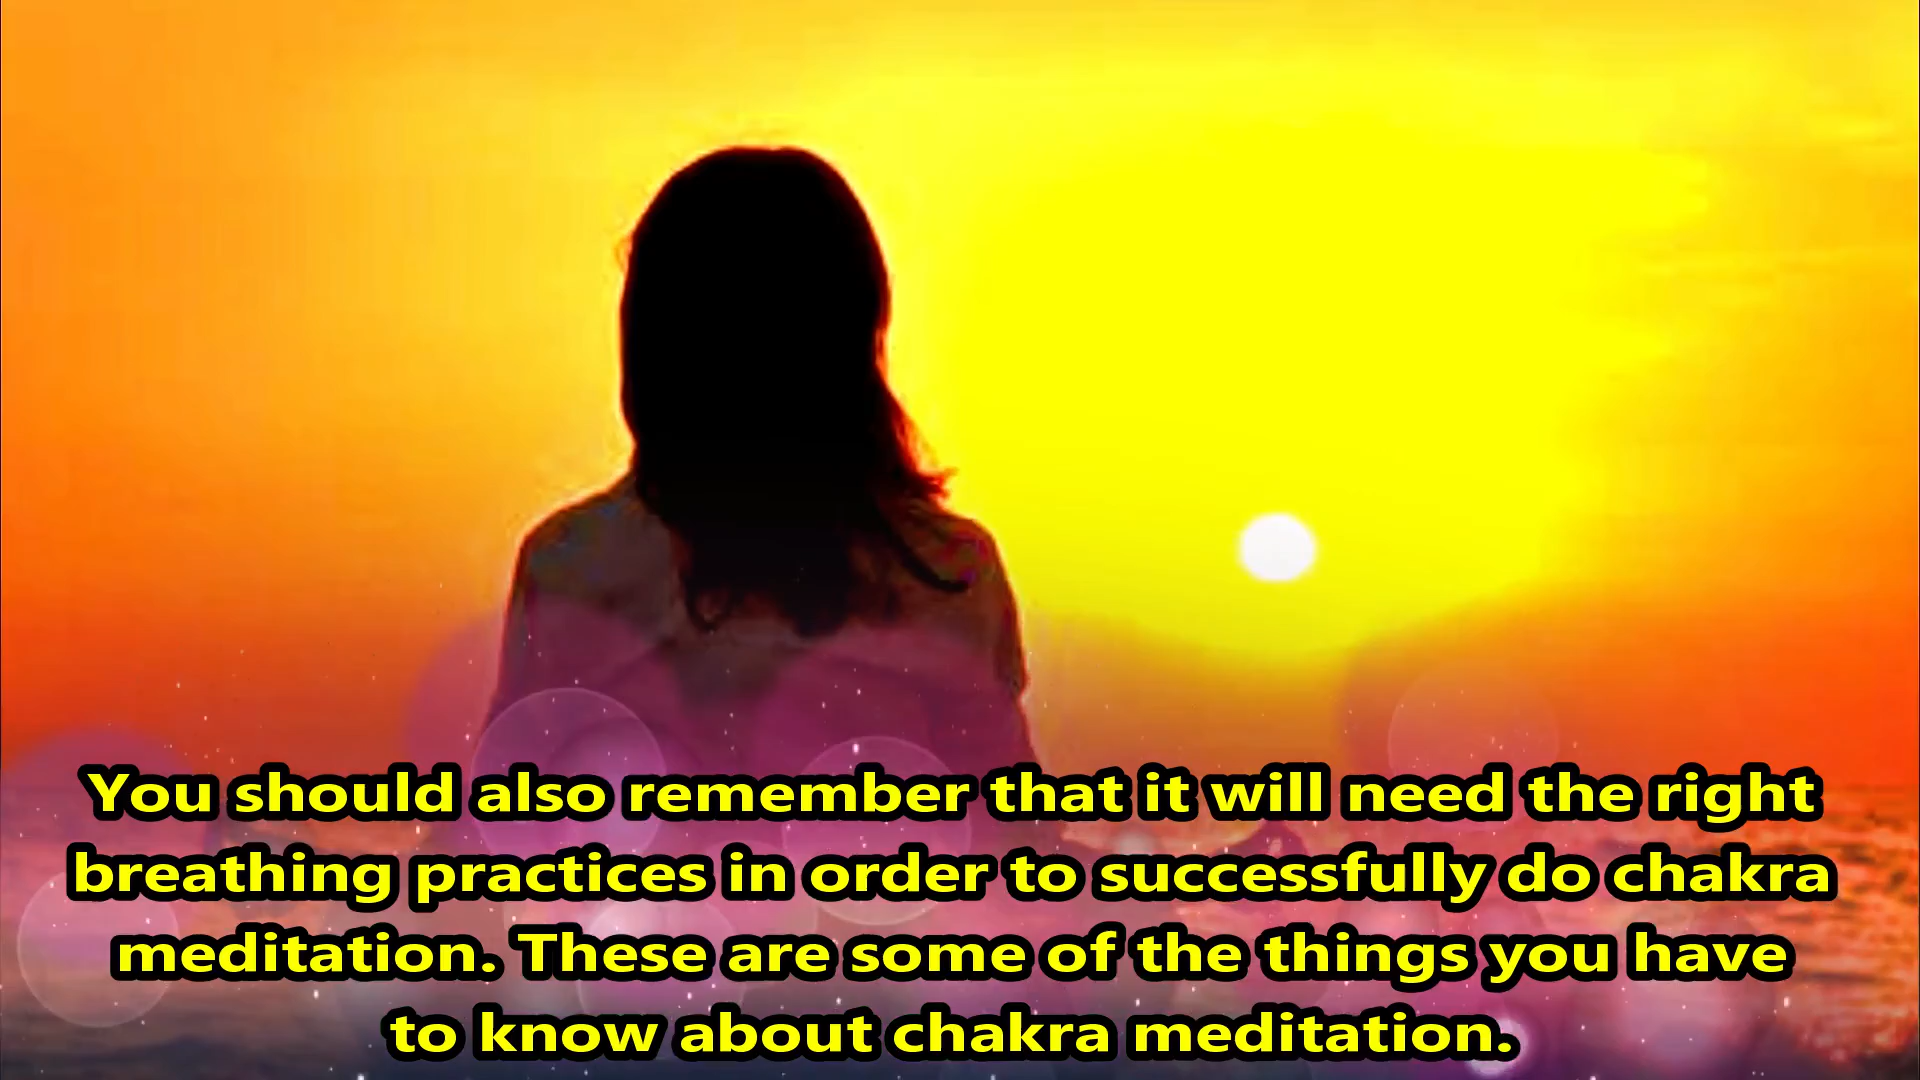 You should also remember that it will need the right
breathing practices in order to successfully do chakra
meditation. These are some of the things you have
to know about chakra meditation.